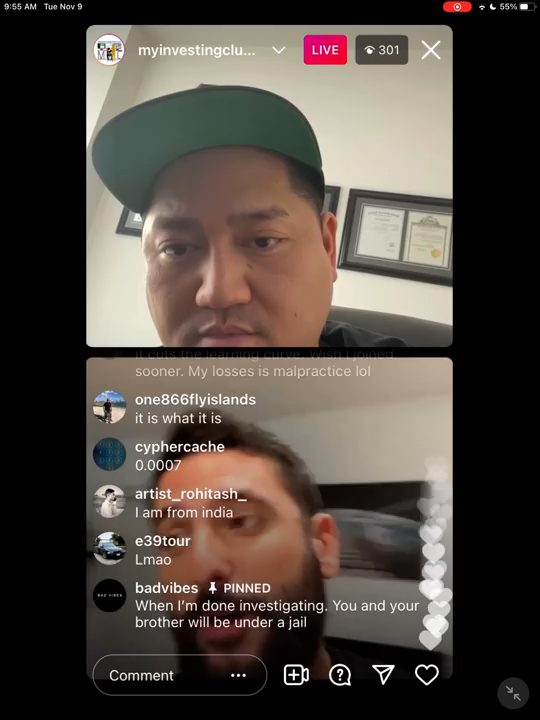 9:55 AM Tue Nov 9
55%
myinvestingclu...
LIVE
301
It cuts the learning curve. Wish I joined
sooner. My losses is malpractice lol
one866flyislands
it is what it is
cyphercache
0.0007
artist_rohitash_
I am from india
e39tour
Lmao
BAD VIBES
badvibes PINNED
When I'm done investigating. You and your
brother will be under a jail
Comment